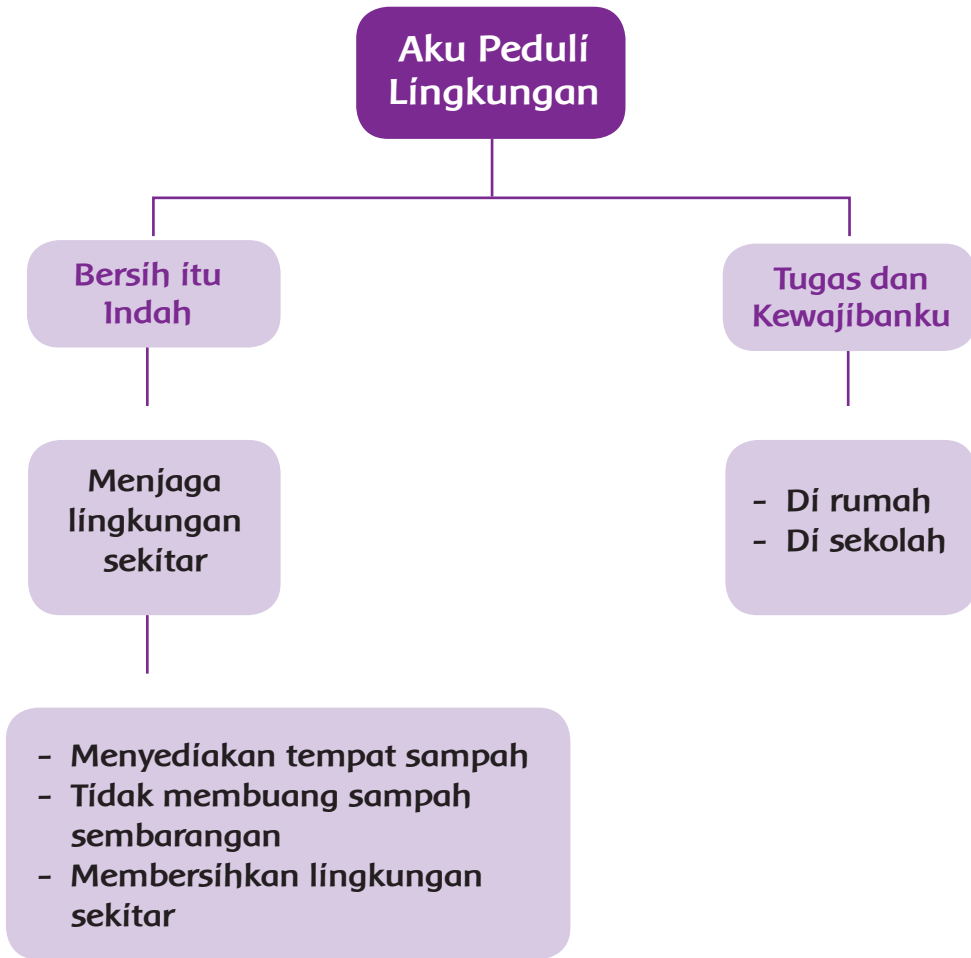 Aku Peduli
Lingkungan
Bersih itu
Indah
Tugas dan
Kewajibanku
Menjaga
lingkungan
sekitar
- Di rumah
- Di sekolah
- Menyediakan tempat sampah
- Tidak membuang sampah
sembarangan
- Membersihkan lingkungan
sekitar